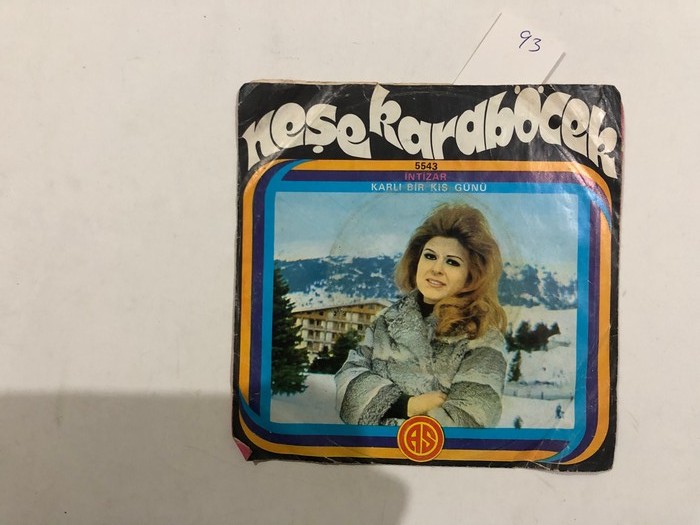 93
neşe karaböcek
5543
İNTİZAR
KARLI BİR KIŞ GÜNÜ
AS